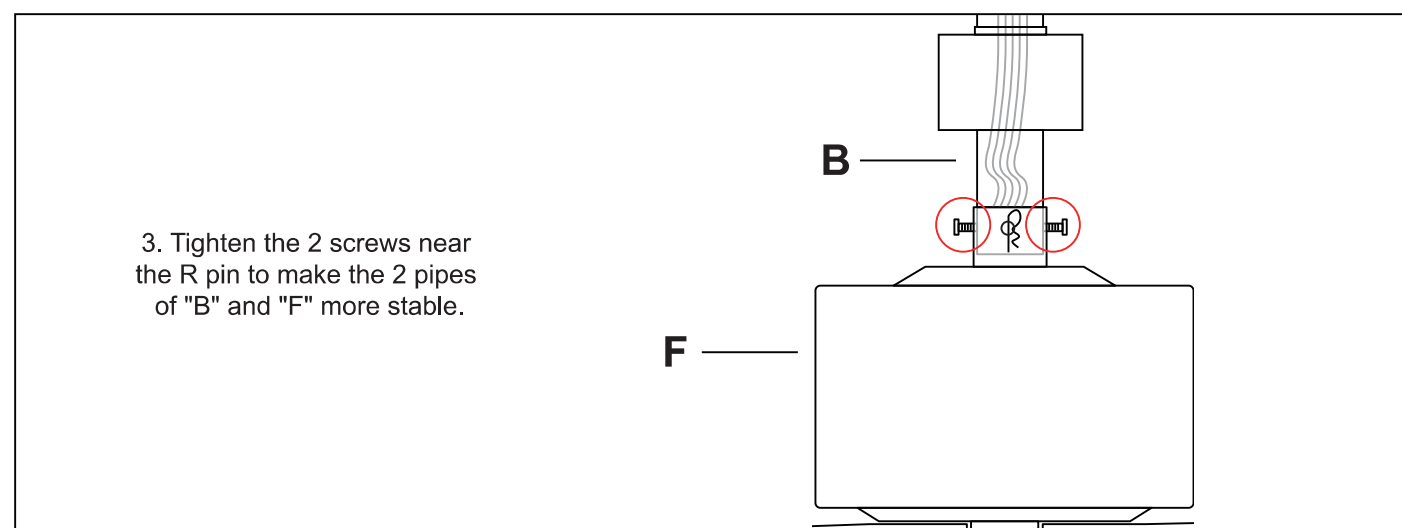 B
3. Tighten the 2 screws near
the R pin to make the 2 pipes
of "B" and "F" more stable.
F